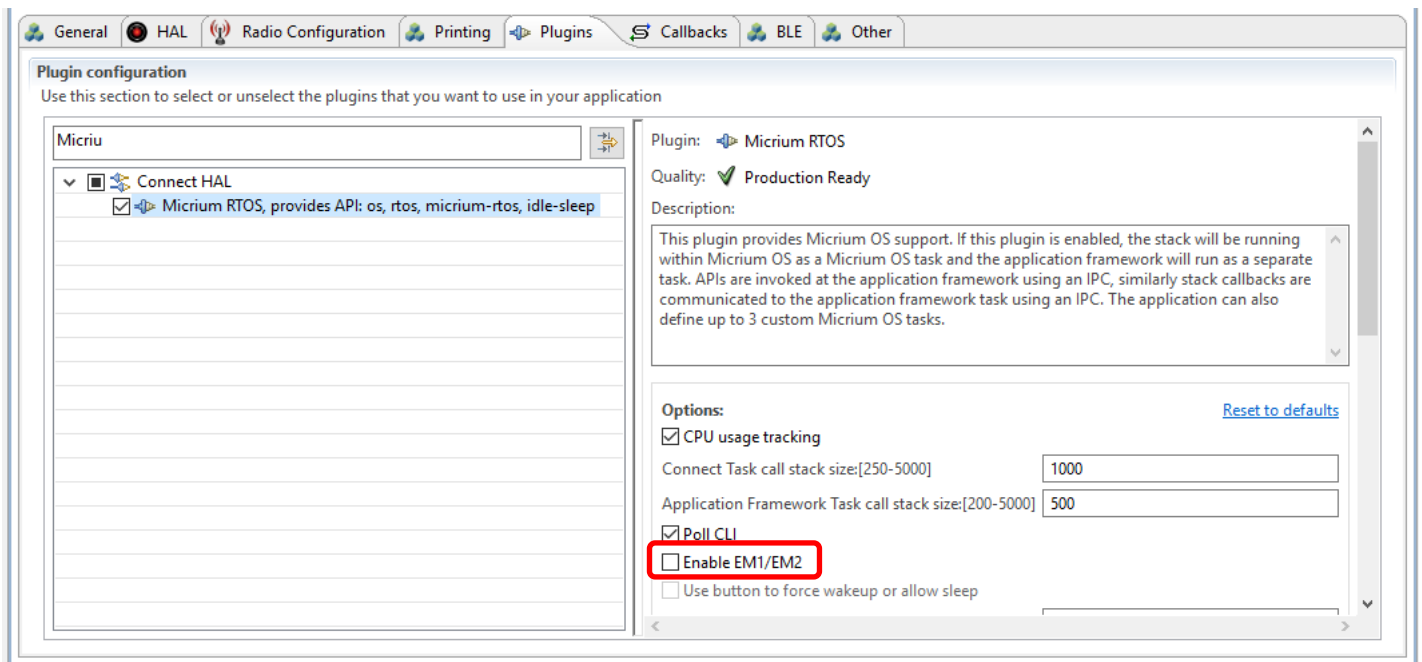 General HAL Radio Configuration Printing Plugins Callbacks BLE Other
Plugin configuration
Use this section to select or unselect the plugins that you want to use in your application
Micriu
Connect HAL
Micrium RTOS, provides API: os, rtos, micrium-rtos, idle-sleep
Plugin: Micrium RTOS
Quality: Production Ready
Description:
This plugin provides Micrium OS support. If this plugin is enabled, the stack will be running
within Micrium OS as a Micrium OS task and the application framework will run as a separate
task. APIs are invoked at the application framework using an IPC, similarly stack callbacks are
communicated to the application framework task using an IPC. The application can also
define up to 3 custom Micrium OS tasks.
Options: Reset to defaults
CPU usage tracking
Connect Task call stack size:[250-5000] 1000
Application Framework Task call stack size:[200-5000] 500
Poll CLI
Enable EM1/EM2
Use button to force wakeup or allow sleep